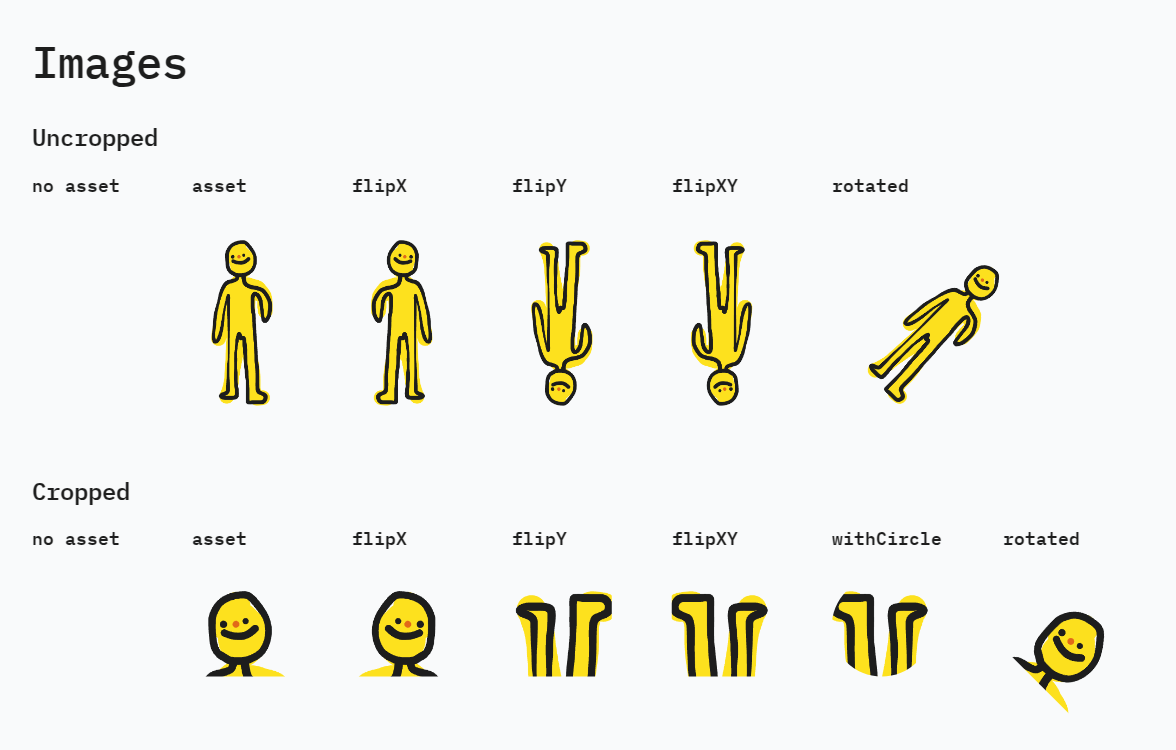 Images
Uncropped
no asset asset flipX flipY flipXY rotated
Cropped
no asset asset flipX flipY flipXY withCircle rotated